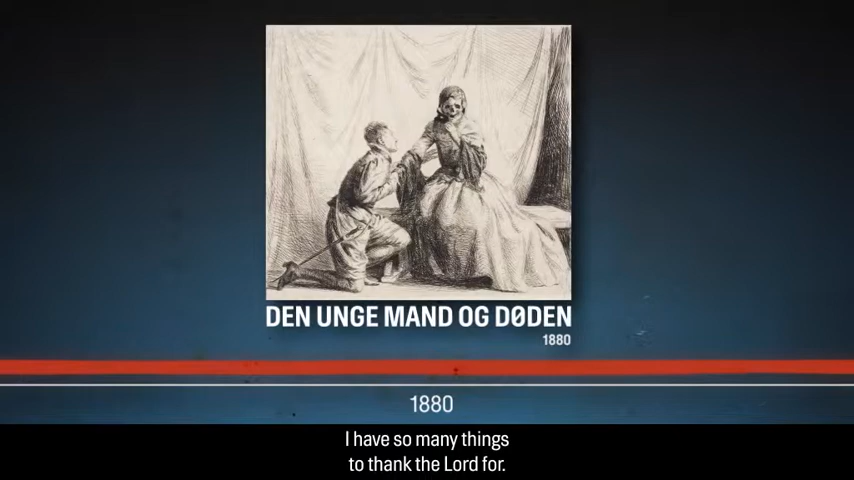 DEN UNGE MAND OG DØDEN
1880
1880
I have so many things
to thank the Lord for.